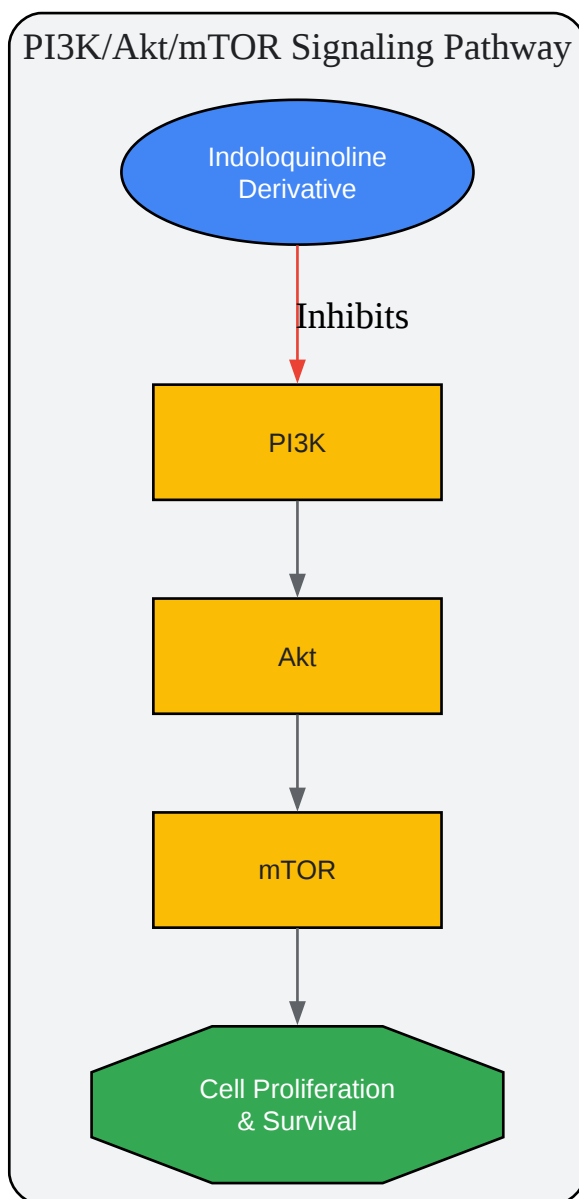 PI3K/Akt/mTOR Signaling Pathway
Indoloquinoline
Derivative
Inhibits
PI3K
Akt
mTOR
Cell Proliferation
& Survival